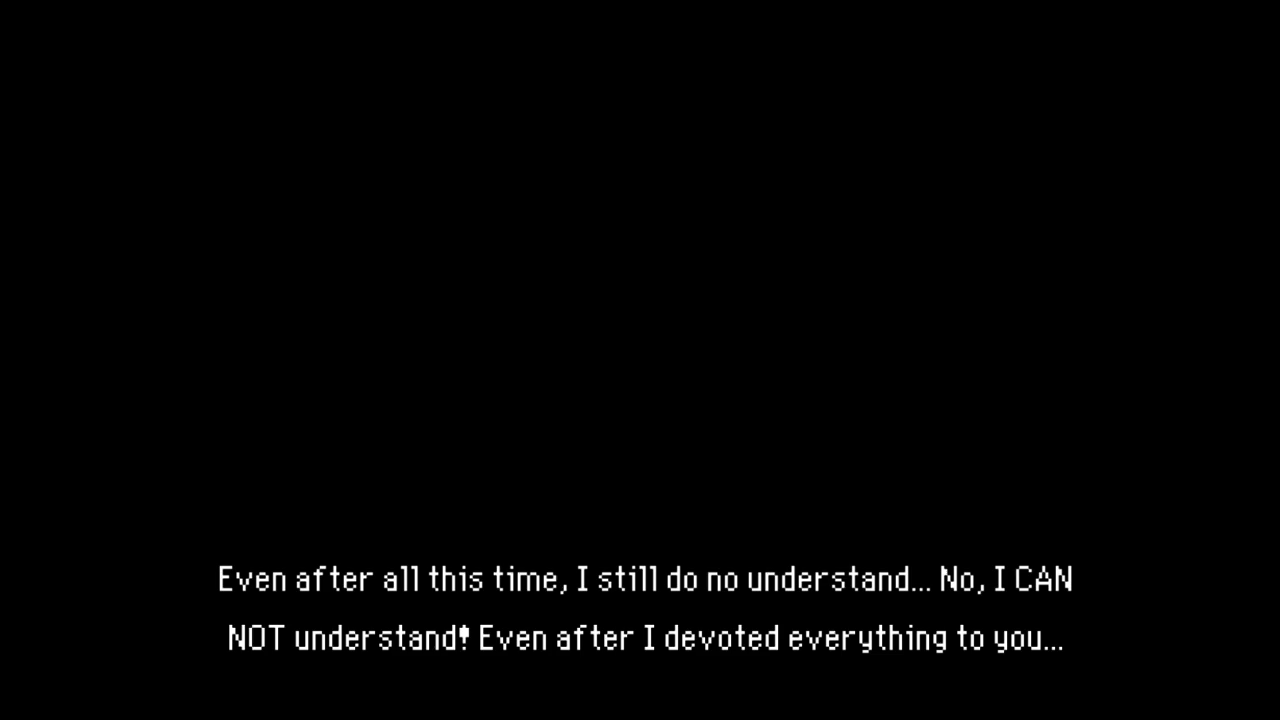 Even after all this time, I still do no understand... No, I CAN
NOT understand! Even after I devoted everything to you...